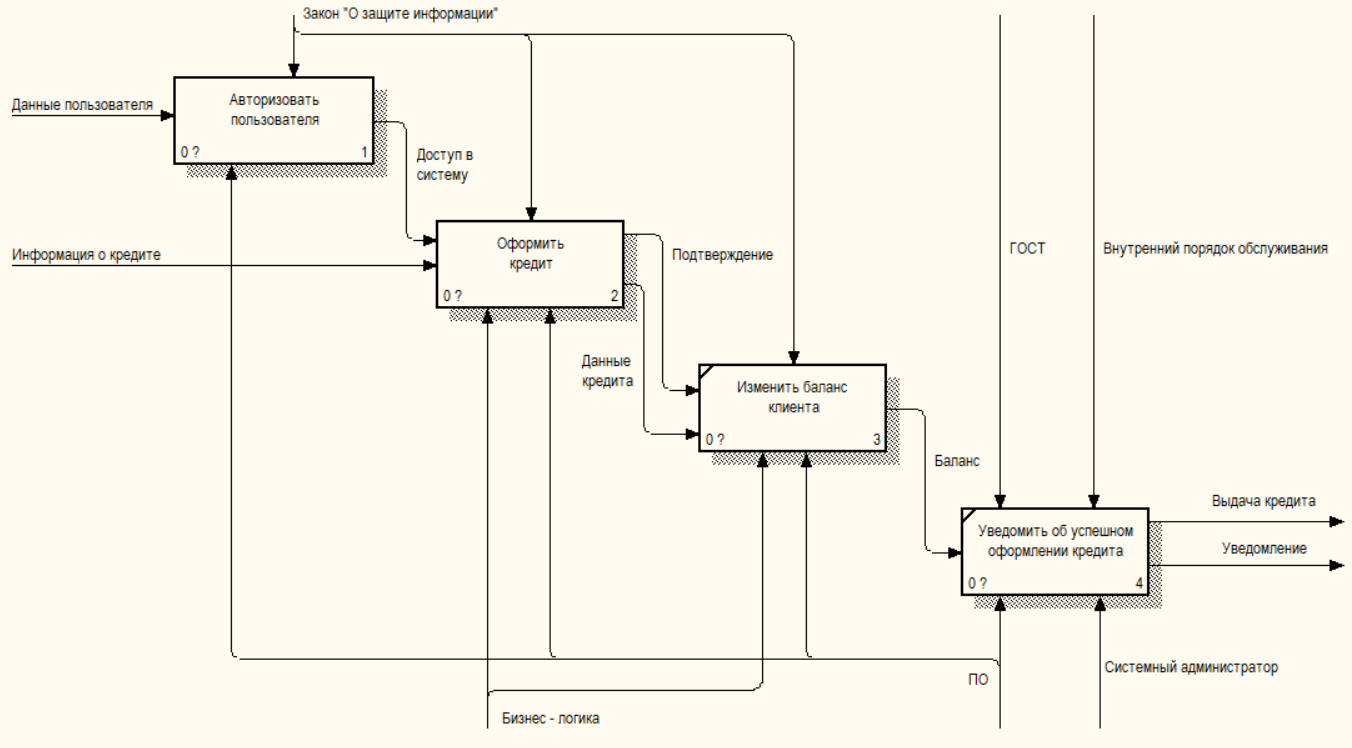 Закон "О защите информации"
Данные пользователя
Авторизовать
пользователя
0 ?
1
Доступ в
систему
Информация о кредите
Оформить
кредит
0 ?
2
Подтверждение
ГОСТ
Внутренний порядок обслуживания
Данные
кредита
Изменить баланс
клиента
0 ?
3
Баланс
Выдача кредита
Уведомить об успешном
оформлении кредита
0 ?
4
Уведомление
Системный администратор
ПО
Бизнес - логика